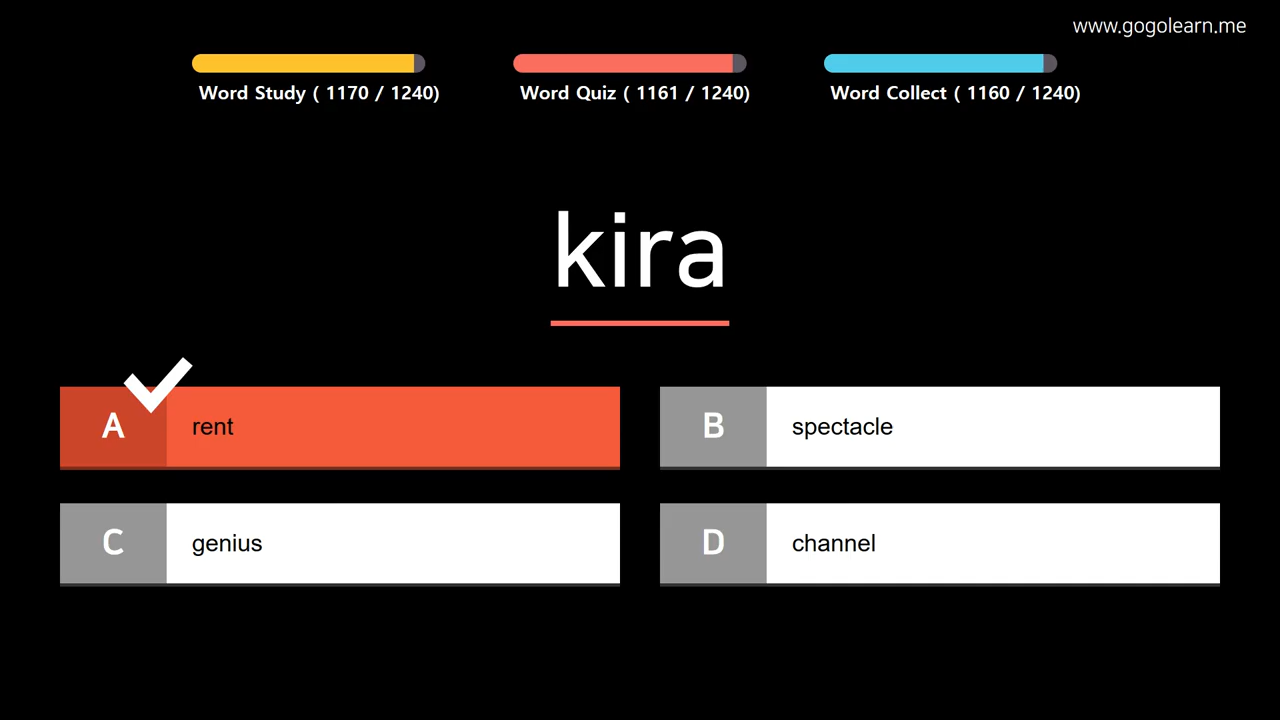 www.gogolearn.me
Word Study ( 1170 / 1240)
Word Quiz ( 1161 / 1240)
Word Collect ( 1160 / 1240)
kira
A rent
B spectacle
C genius
D channel